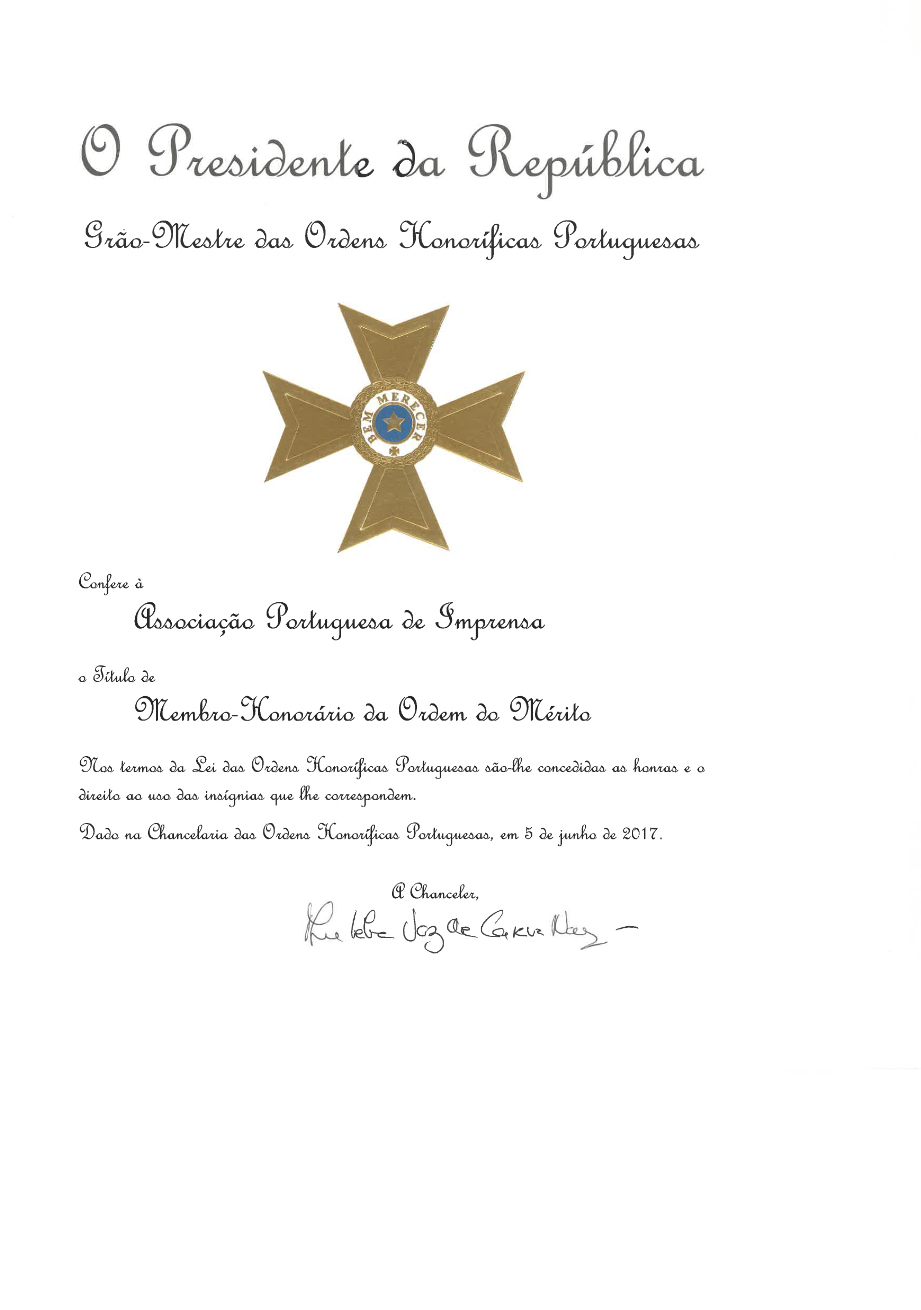 O Presidente da República
Grão-Mestre das Ordens Honoríficas Portuguesas
BEM MERECER
Confere à
Associação Portuguesa de Imprensa
o Título de
Membro-Honorário da Ordem do Mérito
Nos termos da Lei das Ordens Honoríficas Portuguesas são-lhe concedidas as honras e o
direito ao uso das insígnias que lhe correspondem.
Dado na Chancelaria das Ordens Honoríficas Portuguesas, em 5 de junho de 2017.
A Chanceler,
Vaz de